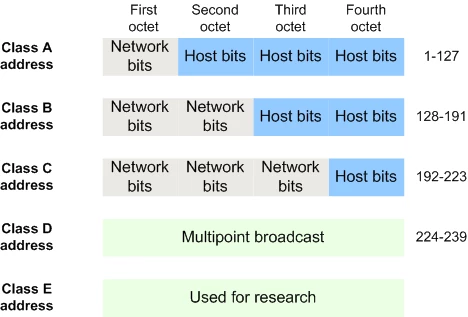 First Second Third Fourth
octet octet octet octet
Class A address Network bits Host bits Host bits Host bits 1-127
Class B address Network bits Network bits Host bits Host bits 128-191
Class C address Network bits Network bits Network bits Host bits 192-223
Class D address Multipoint broadcast 224-239
Class E address Used for research